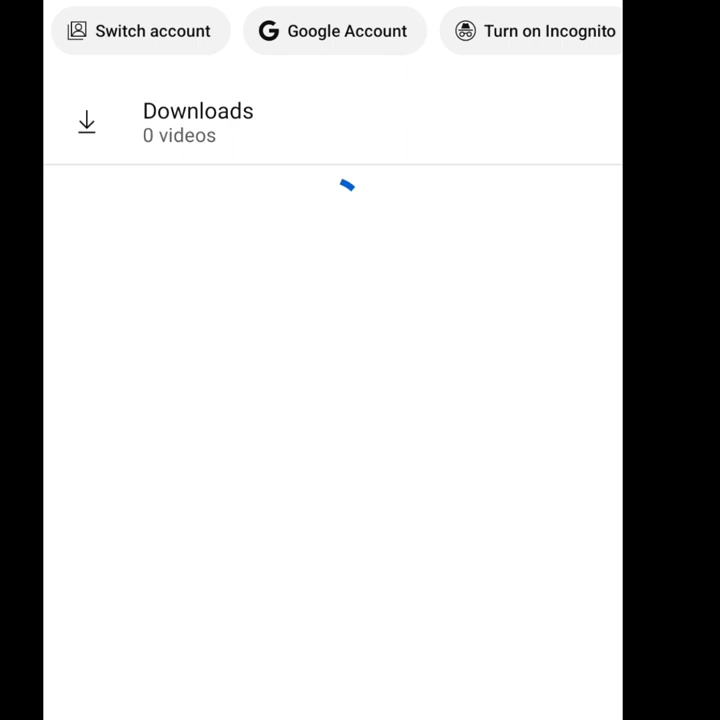 Switch account
Google Account
Turn on Incognito
Downloads
0 videos